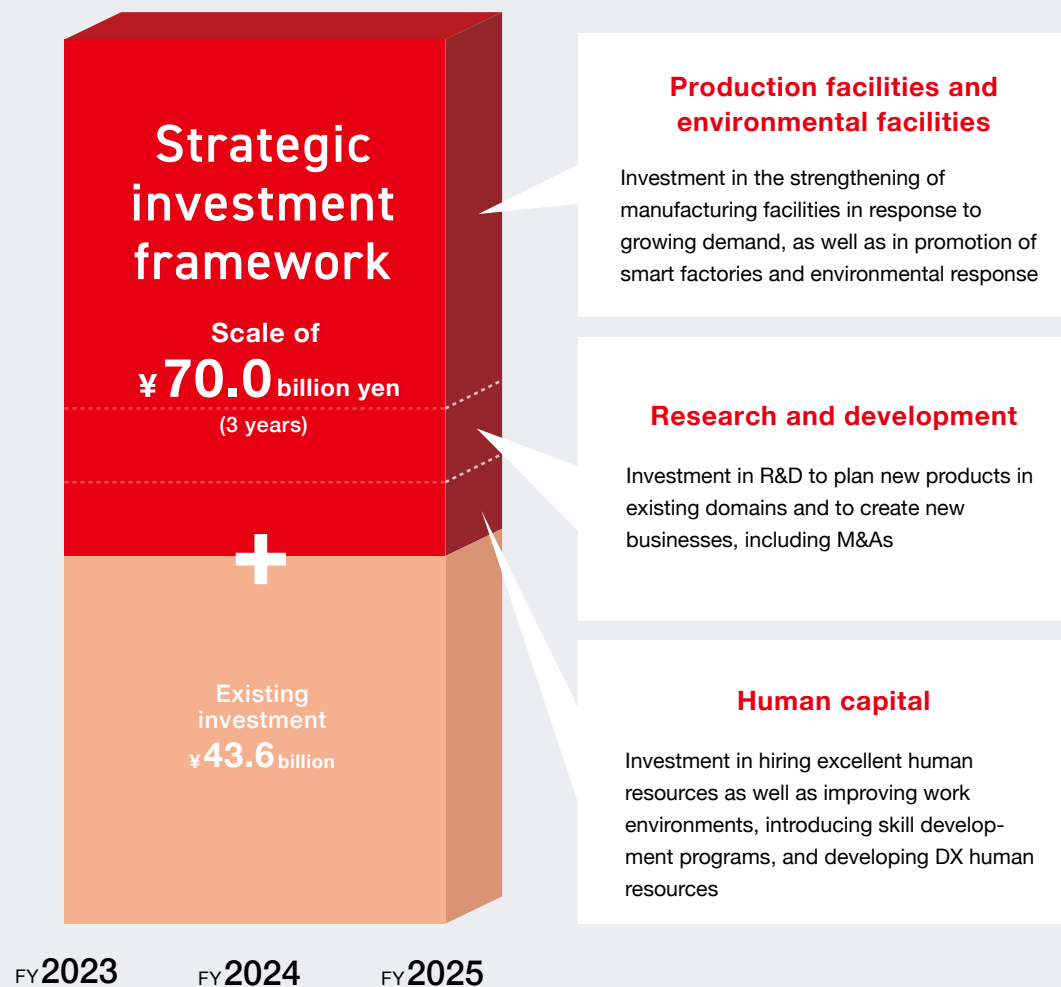 Strategic
investment
framework
Scale of
¥70.0 billion yen
(3 years)
+
Existing
investment
¥43.6 billion
FY2023 FY2024 FY2025
Production facilities and
environmental facilities
Investment in the strengthening of
manufacturing facilities in response to
growing demand, as well as in promotion of
smart factories and environmental response
Research and development
Investment in R&D to plan new products in
existing domains and to create new
businesses, including M&As
Human capital
Investment in hiring excellent human
resources as well as improving work
environments, introducing skill develop-
ment programs, and developing DX human
resources